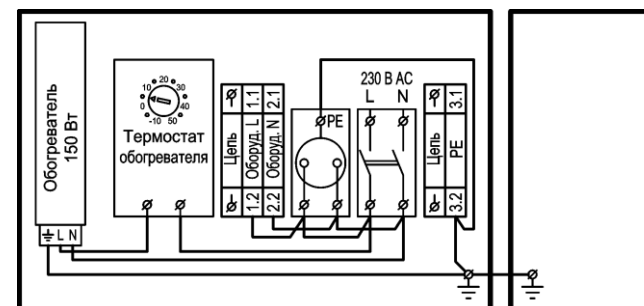 Обогреватель
150 Вт
L N
10 20 30
0 40
-10 50
Термостат
обогревателя
Цепь
1.1
Оборуд. L
1.2
2.1
Оборуд. N
2.2
PE
230 В AC
L N
Цепь
3.1
PE
3.2